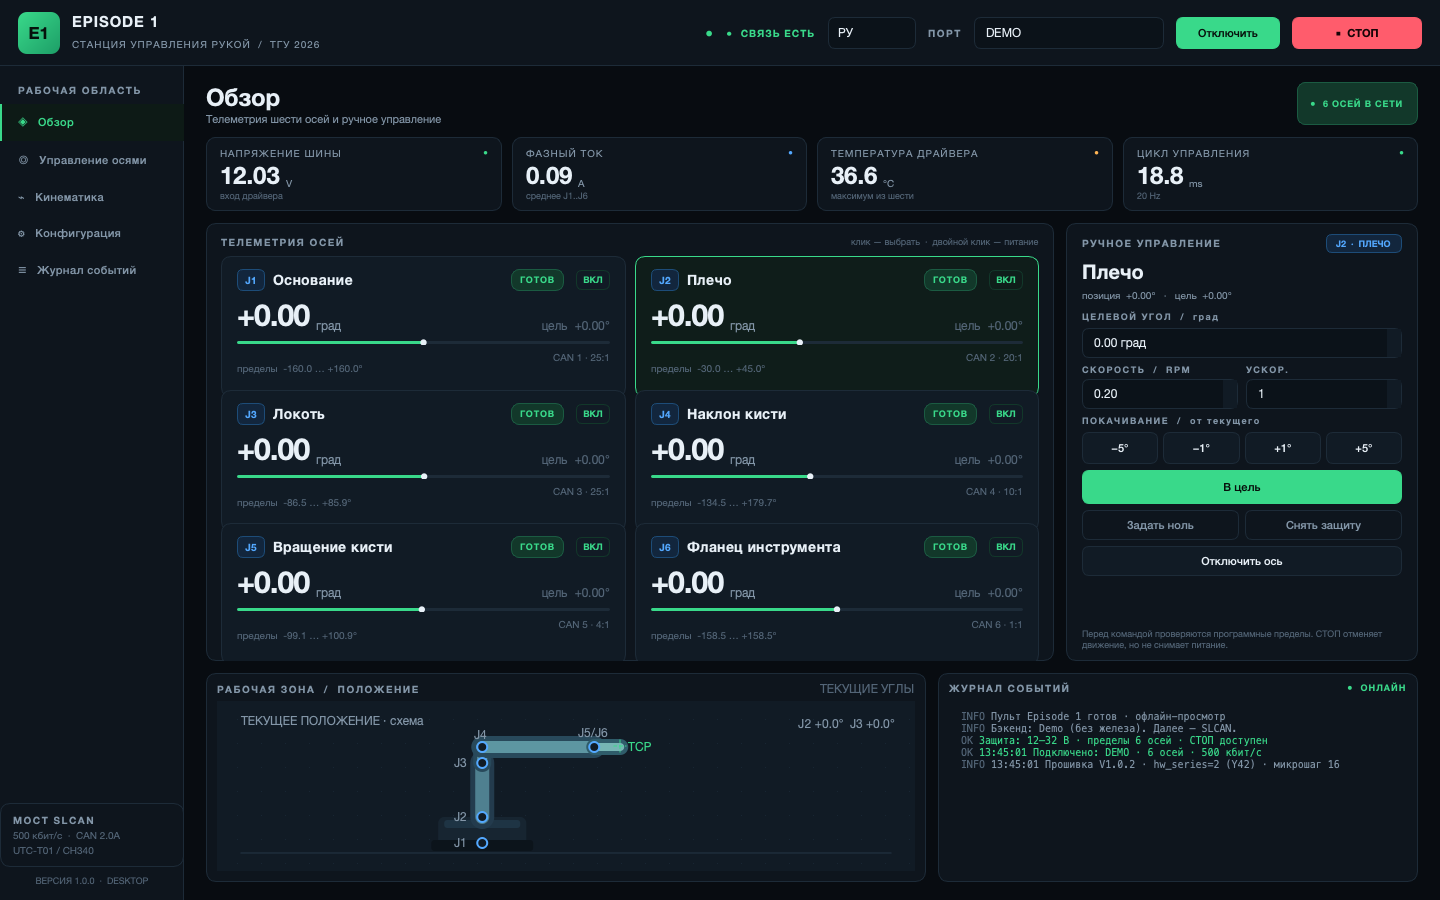 E1
EPISODE 1
СТАНЦИЯ УПРАВЛЕНИЯ РУКОЙ / ТГУ 2026
СВЯЗЬ ЕСТЬ
РУ
ПОРТ
DEMO
Отключить
СТОП
РАБОЧАЯ ОБЛАСТЬ
Обзор
Управление осями
Кинематика
Конфигурация
Журнал событий
МОСТ SLCAN
500 кбит/с · CAN 2.0A
UTC-T01 / CH340
ВЕРСИЯ 1.0.0 · DESKTOP
Обзор
Телеметрия шести осей и ручное управление
6 ОСЕЙ В СЕТИ
НАПРЯЖЕНИЕ ШИНЫ
12.03 V
вход драйвера
ФАЗНЫЙ ТОК
0.09 A
среднее J1..J6
ТЕМПЕРАТУРА ДРАЙВЕРА
36.6 °C
максимум из шести
ЦИКЛ УПРАВЛЕНИЯ
18.8 ms
20 Hz
ТЕЛЕМЕТРИЯ ОСЕЙ
клик — выбрать · двойной клик — питание
J1 Основание ГОТОВ ВКЛ
+0.00 град цель +0.00°
CAN 1 · 25:1
пределы -160.0 ... +160.0°
J2 Плечо ГОТОВ ВКЛ
+0.00 град цель +0.00°
CAN 2 · 20:1
пределы -30.0 ... +45.0°
J3 Локоть ГОТОВ ВКЛ
+0.00 град цель +0.00°
CAN 3 · 25:1
пределы -86.5 ... +85.9°
J4 Наклон кисти ГОТОВ ВКЛ
+0.00 град цель +0.00°
CAN 4 · 10:1
пределы -134.5 ... +179.7°
J5 Вращение кисти ГОТОВ ВКЛ
+0.00 град цель +0.00°
CAN 5 · 4:1
пределы -99.1 ... +100.9°
J6 Фланец инструмента ГОТОВ ВКЛ
+0.00 град цель +0.00°
CAN 6 · 1:1
пределы -158.5 ... +158.5°
РУЧНОЕ УПРАВЛЕНИЕ
J2 · ПЛЕЧО
Плечо
позиция +0.00° · цель +0.00°
ЦЕЛЕВОЙ УГОЛ / град
0.00 град
СКОРОСТЬ / RPM УСКОР.
0.20 1
ПОКАЧИВАНИЕ / от текущего
−5° −1° +1° +5°
В цель
Задать ноль Снять защиту
Отключить ось
Перед командой проверяются программные пределы. СТОП отменяет
движение, но не снимает питание.
РАБОЧАЯ ЗОНА / ПОЛОЖЕНИЕ
ТЕКУЩИЕ УГЛЫ
ТЕКУЩЕЕ ПОЛОЖЕНИЕ · схема
J2 +0.0° J3 +0.0°
J4
J5/J6
TCP
J3
J2
J1
ЖУРНАЛ СОБЫТИЙ
ОНЛАЙН
INFO Пульт Episode 1 готов · офлайн-просмотр
INFO Бэкенд: Demo (без железа). Далее — SLCAN.
OK Защита: 12–32 В · пределы 6 осей · СТОП доступен
OK 13:45:01 Подключено: DEMO · 6 осей · 500 кбит/с
INFO 13:45:01 Прошивка V1.0.2 · hw_series=2 (Y42) · микрошаг 16